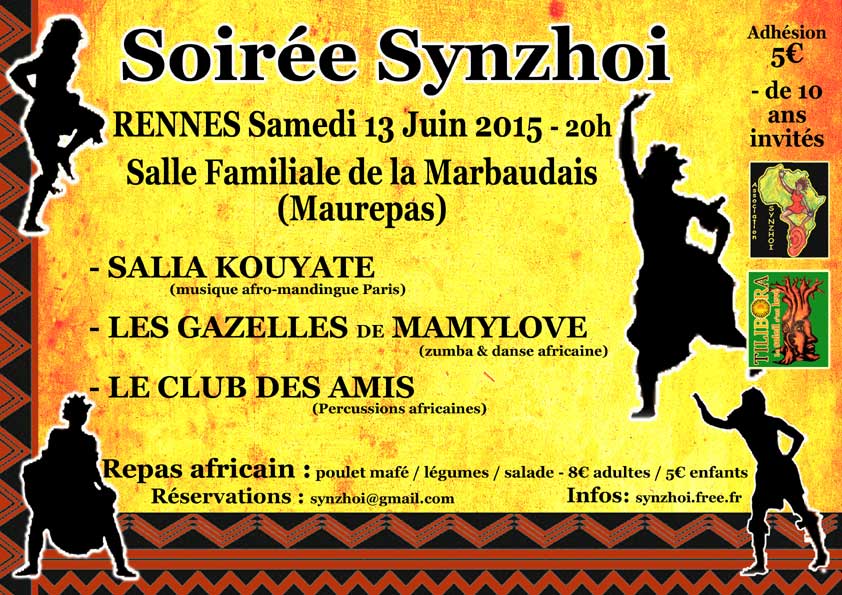 Soirée Synzhoi
Adhésion
5€
- de 10
ans
invités
RENNES Samedi 13 Juin 2015 - 20h
Salle Familiale de la Marbaudais
(Maurepas)
Association
SYNZHOI
- SALIA KOUYATE
(musique afro-mandingue Paris)
TILIBORA
- LES GAZELLES DE MAMYLOVE
(zumba & danse africaine)
- LE CLUB DES AMIS
(Percussions africaines)
Repas africain : poulet mafé / légumes / salade - 8€ adultes / 5€ enfants
Réservations : synzhoi@gmail.com
Infos: synzhoi.free.fr